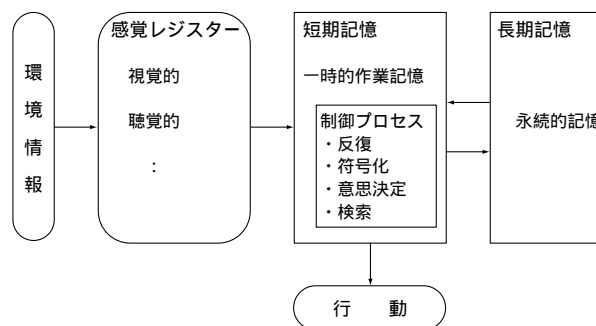 環境情報
感覚レジスター
視覚的
聴覚的
:
短期記憶
一時的作業記憶
制御プロセス
・反復
・符号化
・意思決定
・検索
長期記憶
永続的記憶
行 動